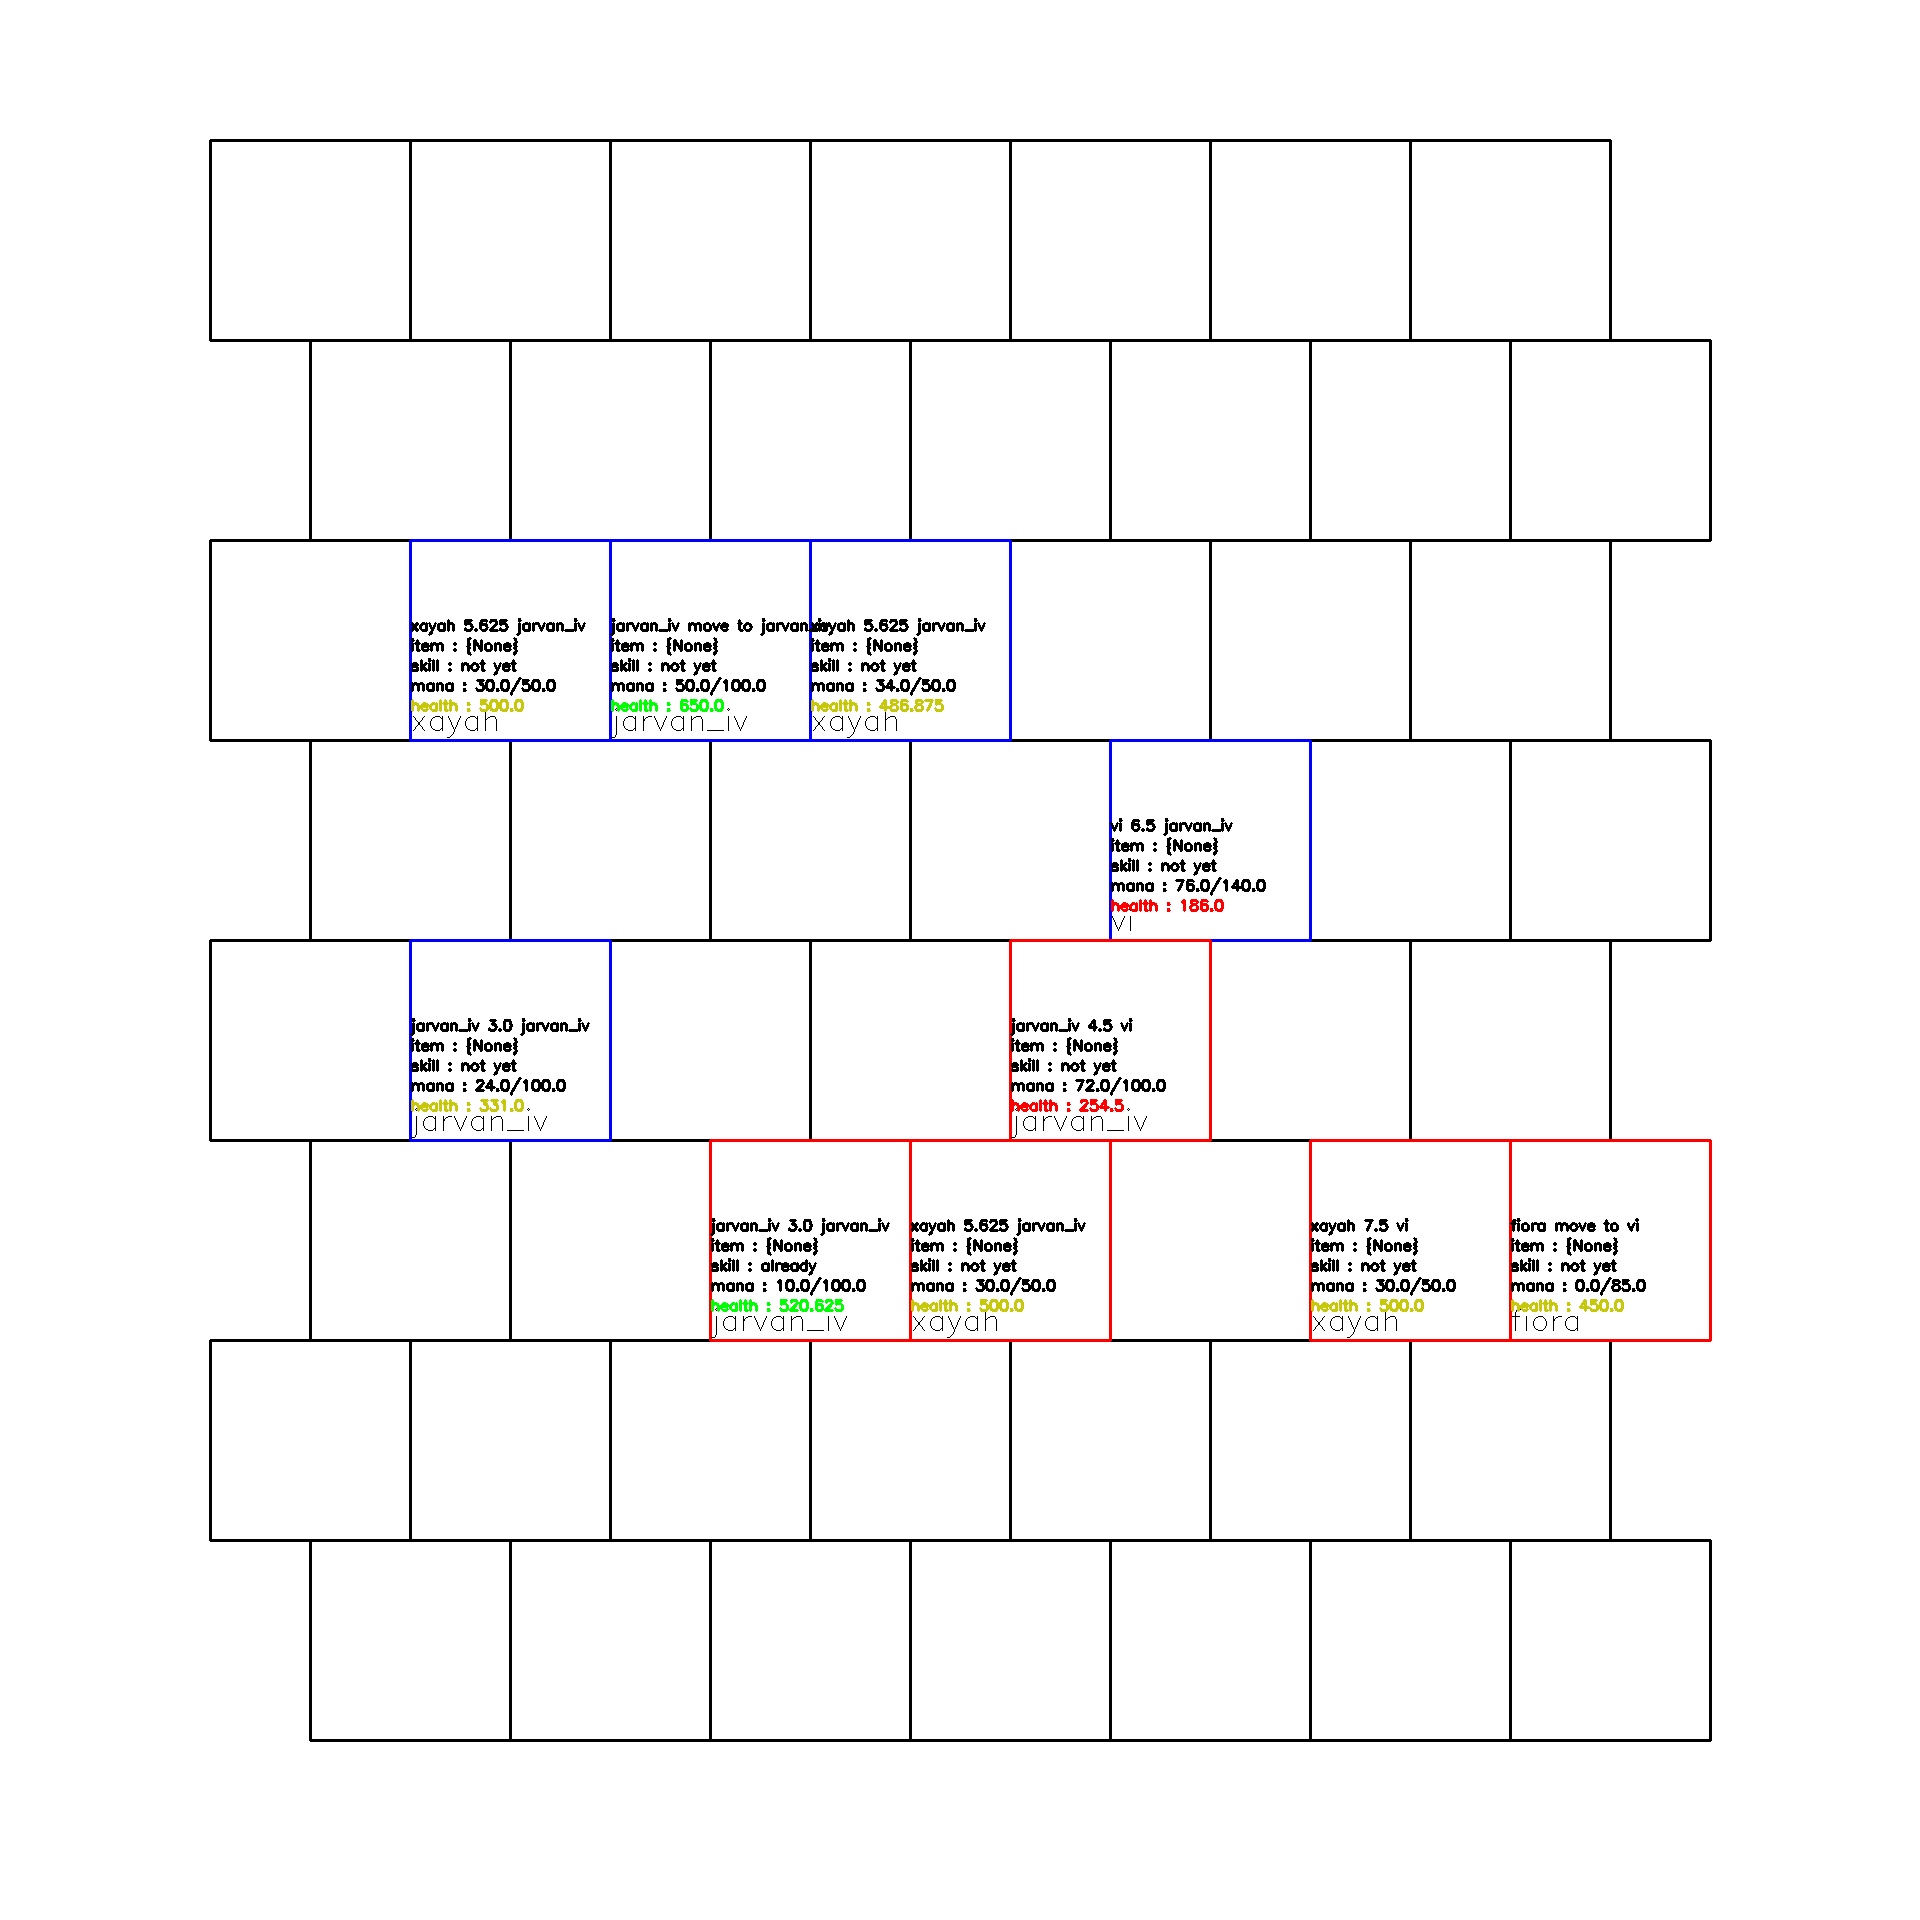 xayah 5.625 jarvan_iv
item : {None}
skill : not yet
mana : 30.0/50.0
health : 500.0
xayah
jarvan_iv move to jarvan_iv
item : {None}
skill : not yet
mana : 50.0/100.0
health : 650.0
jarvan_iv
xayah 5.625 jarvan_iv
item : {None}
skill : not yet
mana : 34.0/50.0
health : 486.875
xayah
vi 6.5 jarvan_iv
item : {None}
skill : not yet
mana : 76.0/140.0
health : 186.0
vi
jarvan_iv 3.0 jarvan_iv
item : {None}
skill : not yet
mana : 24.0/100.0
health : 331.0
jarvan_iv
jarvan_iv 4.5 vi
item : {None}
skill : not yet
mana : 72.0/100.0
health : 254.5
jarvan_iv
jarvan_iv 3.0 jarvan_iv
item : {None}
skill : already
mana : 10.0/100.0
health : 520.625
jarvan_iv
xayah 5.625 jarvan_iv
item : {None}
skill : not yet
mana : 30.0/50.0
health : 500.0
xayah
xayah 7.5 vi
item : {None}
skill : not yet
mana : 30.0/50.0
health : 500.0
xayah
fiora move to vi
item : {None}
skill : not yet
mana : 0.0/85.0
health : 450.0
fiora